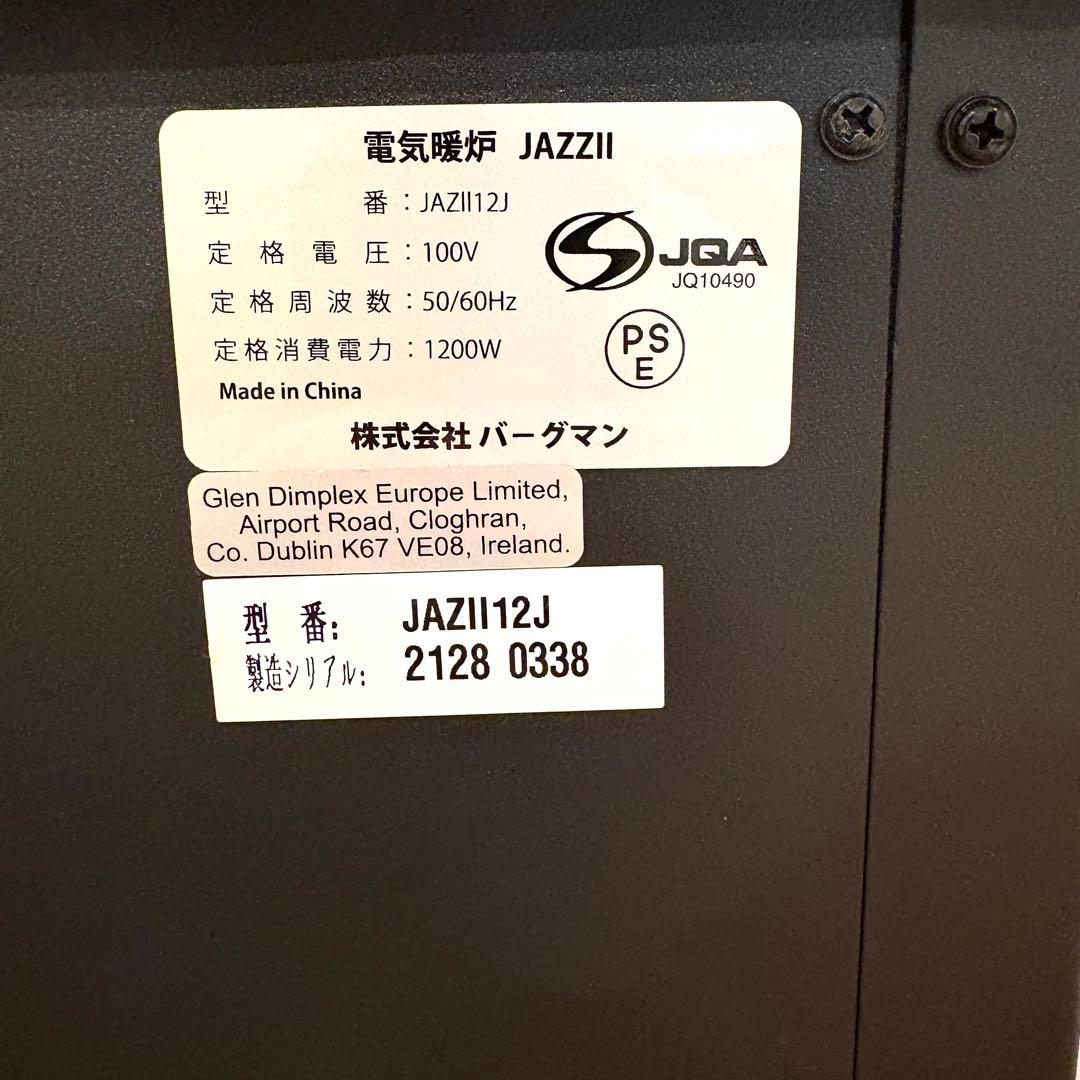 電気暖炉 JAZZII
型 番：JAZII12J
定格電圧：100V
定格周波数：50/60Hz
定格消費電力：1200W
Made in China
JQA
JQ10490
PS
E
株式会社 バーグマン
Glen Dimplex Europe Limited,
Airport Road, Cloghran,
Co. Dublin K67 VE08, Ireland.
型 番: JAZII12J
製造シリアル: 2128 0338